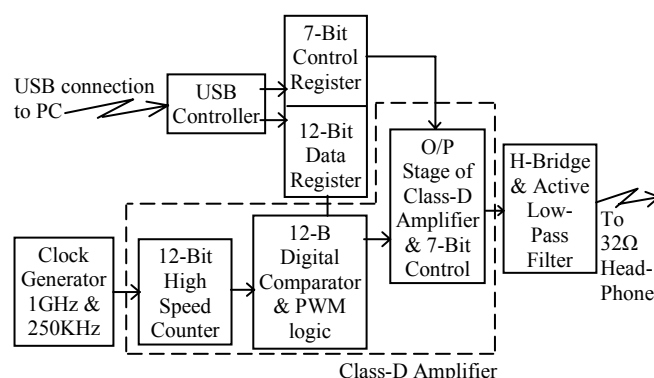 7-Bit
Control
Register
USB connection
to PC
USB
Controller
12-Bit
Data
Register
O/P
Stage of
Class-D
Amplifier
& 7-Bit
Control
H-Bridge
& Active
Low-
Pass
Filter
To
32Ω
Head-
Phone
Clock
Generator
1GHz &
250KHz
12-Bit
High
Speed
Counter
12-B
Digital
Comparator
& PWM
logic
Class-D Amplifier